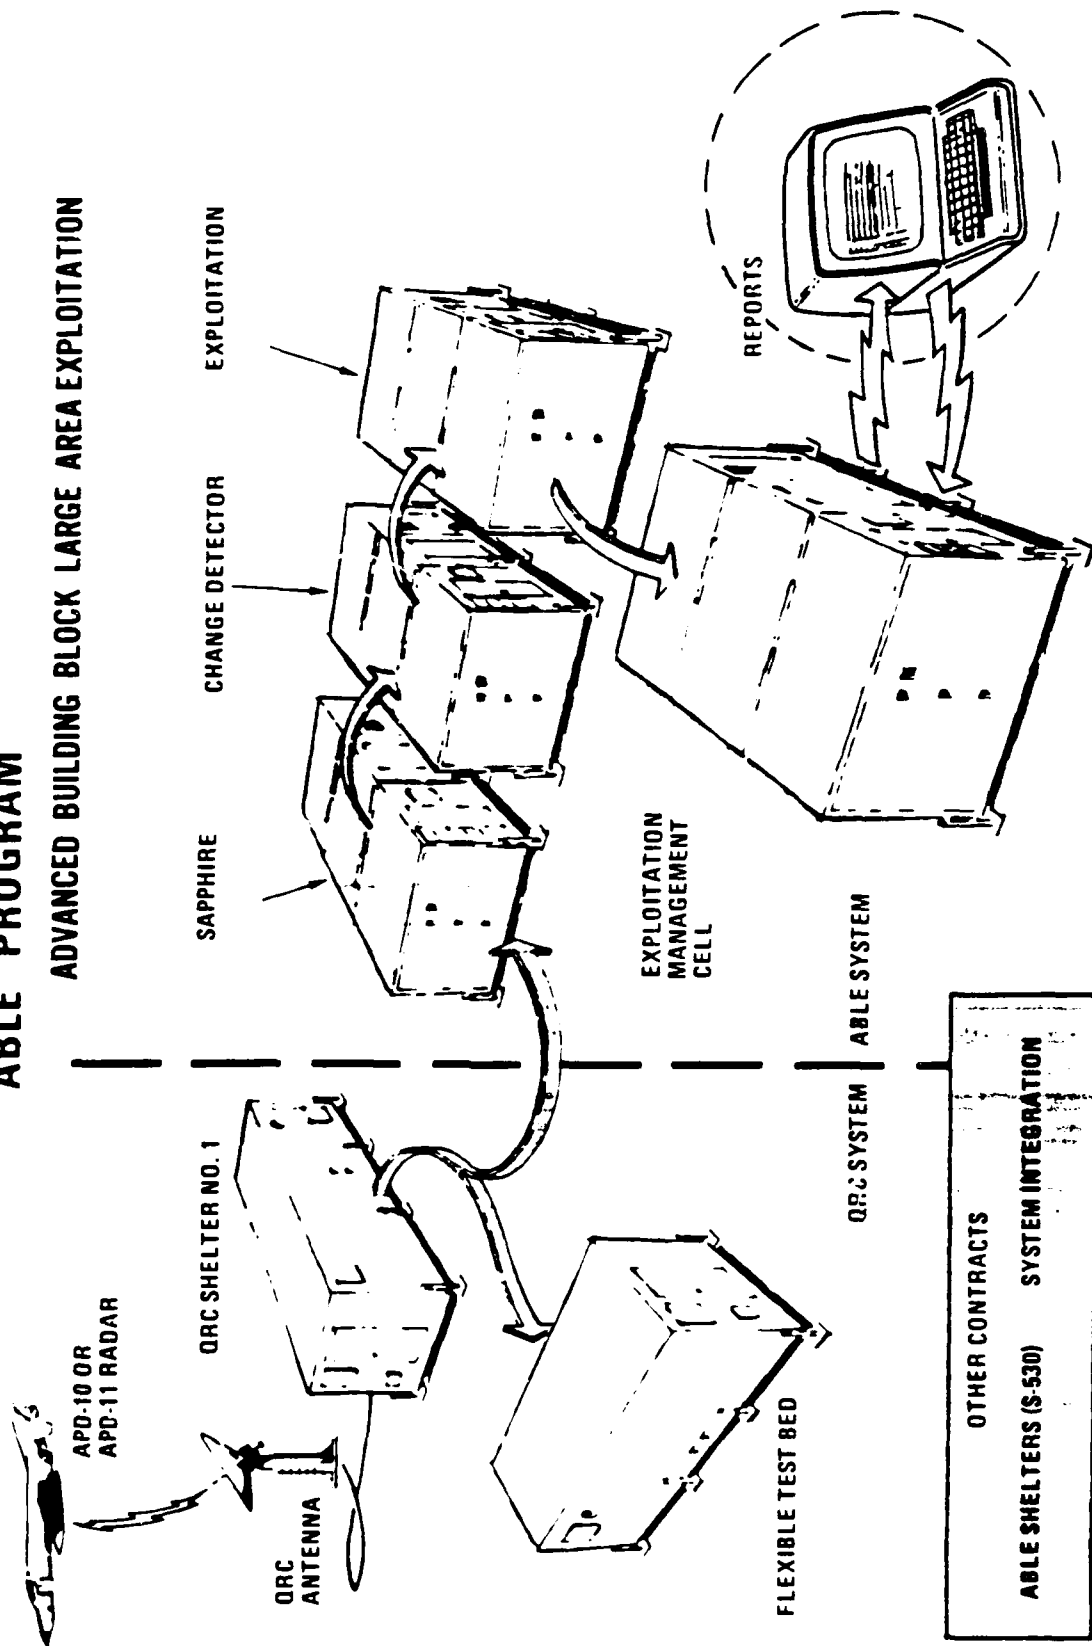 ABLE PROGRAM
ADVANCED BUILDING BLOCK LARGE AREA EXPLOITATION
APD-10 OR
APD-11 RADAR
QRC SHELTER NO. 1
SAPPHIRE
CHANGE DETECTOR
EXPLOITATION
QRC
ANTENNA
EXPLOITATION
MANAGEMENT
CELL
REPORTS
FLEXIBLE TEST BED
QRC SYSTEM
ABLE SYSTEM
OTHER CONTRACTS
ABLE SHELTERS (S-530)
SYSTEM INTEGRATION